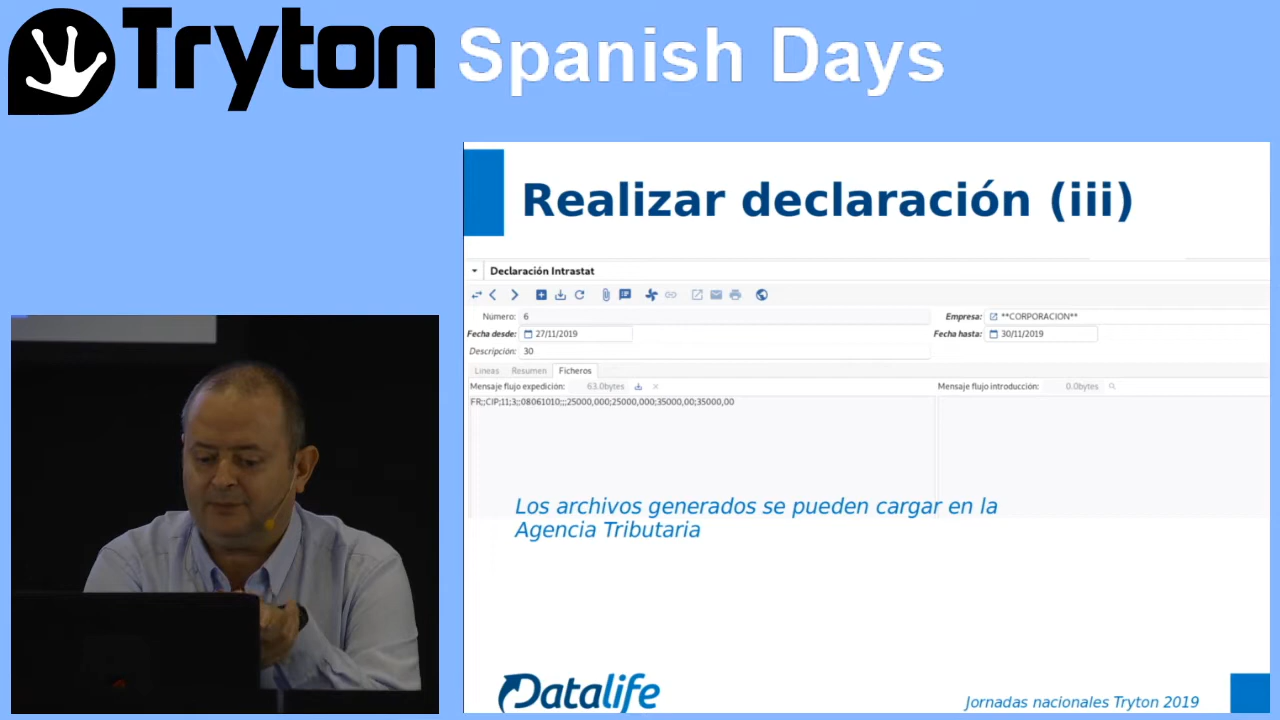 Tryton Spanish Days
Realizar declaración (iii)
Declaración Intrastat
Número: 6 Empresa: **CORPORACION**
Fecha desde: 27/11/2019 Fecha hasta: 30/11/2019
Descripción: 30
Lineas Resumen Ficheros
Mensaje flujo expedición: 63.0bytes Mensaje flujo introducción: 0.0bytes
FR;;CIP;11;3;;08061010;;;25000,000;25000,000;35000,00;35000,00
Los archivos generados se pueden cargar en la
Agencia Tributaria
Datalife
Jornadas nacionales Tryton 2019